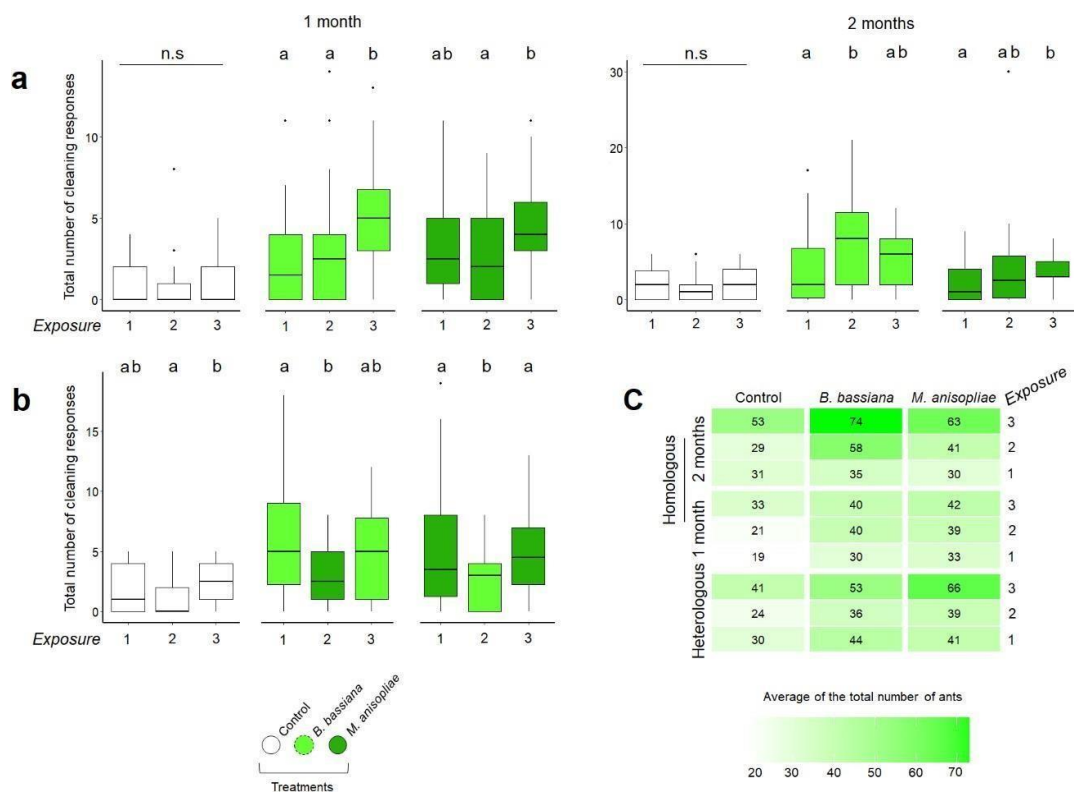 1 month
2 months
a
n.s
a a b
ab a b
n.s
a b ab
a ab b
Total number of cleaning responses
10
5
0
30
20
10
0
Exposure 1 2 3 1 2 3 1 2 3
1 2 3 1 2 3 1 2 3
b
ab a b
a b ab
a b a
Total number of cleaning responses
15
10
5
0
Exposure 1 2 3 1 2 3 1 2 3
C
Control B. bassiana M. anisopliae Exposure
Homologous
2 months
1 month
Heterologous
53 74 63 3
29 58 41 2
31 35 30 1
33 40 42 3
21 40 39 2
19 30 33 1
41 53 66 3
24 36 39 2
30 44 41 1
Control
B. bassiana
M. anisopliae
Treatments
Average of the total number of ants
20 30 40 50 60 70